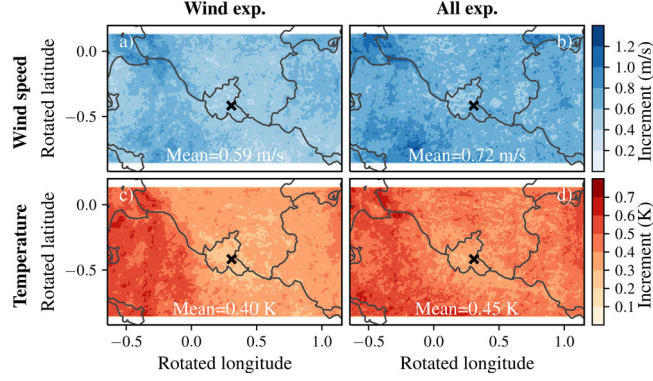 Wind exp. All exp.
Wind speed
Rotated latitude
0.0
−0.5
a)
Mean=0.59 m/s
b)
Mean=0.72 m/s
1.2
1.0
0.8
0.6
0.4
0.2
Increment (m/s)
Temperature
Rotated latitude
0.0
−0.5
c)
Mean=0.40 K
d)
Mean=0.45 K
0.7
0.6
0.5
0.4
0.3
0.2
0.1
Increment (K)
−0.5 0.0 0.5 1.0 −0.5 0.0 0.5 1.0
Rotated longitude Rotated longitude